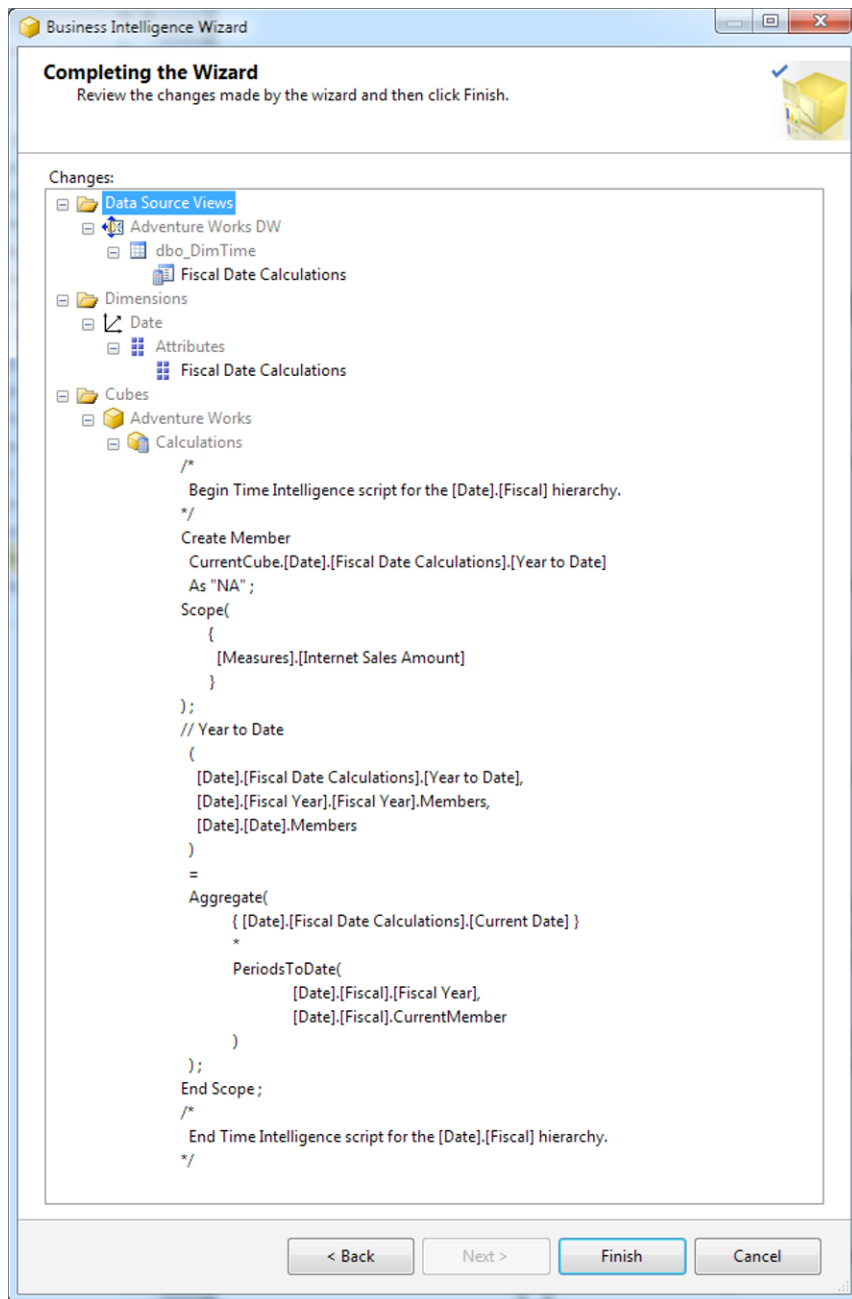 Business Intelligence Wizard
Completing the Wizard
Review the changes made by the wizard and then click Finish.
Changes:
Data Source Views
Adventure Works DW
dbo_DimTime
Fiscal Date Calculations
Dimensions
Date
Attributes
Fiscal Date Calculations
Cubes
Adventure Works
Calculations
/*
Begin Time Intelligence script for the [Date].[Fiscal] hierarchy.
*/
Create Member
CurrentCube.[Date].[Fiscal Date Calculations].[Year to Date]
As "NA" ;
Scope(
{
[Measures].[Internet Sales Amount]
}
) ;
// Year to Date
(
[Date].[Fiscal Date Calculations].[Year to Date],
[Date].[Fiscal Year].[Fiscal Year].Members,
[Date].[Date].Members
)
=
Aggregate(
{ [Date].[Fiscal Date Calculations].[Current Date] }
*
PeriodsToDate(
[Date].[Fiscal].[Fiscal Year],
[Date].[Fiscal].CurrentMember
)
) ;
End Scope ;
/*
End Time Intelligence script for the [Date].[Fiscal] hierarchy.
*/
< Back
Next >
Finish
Cancel